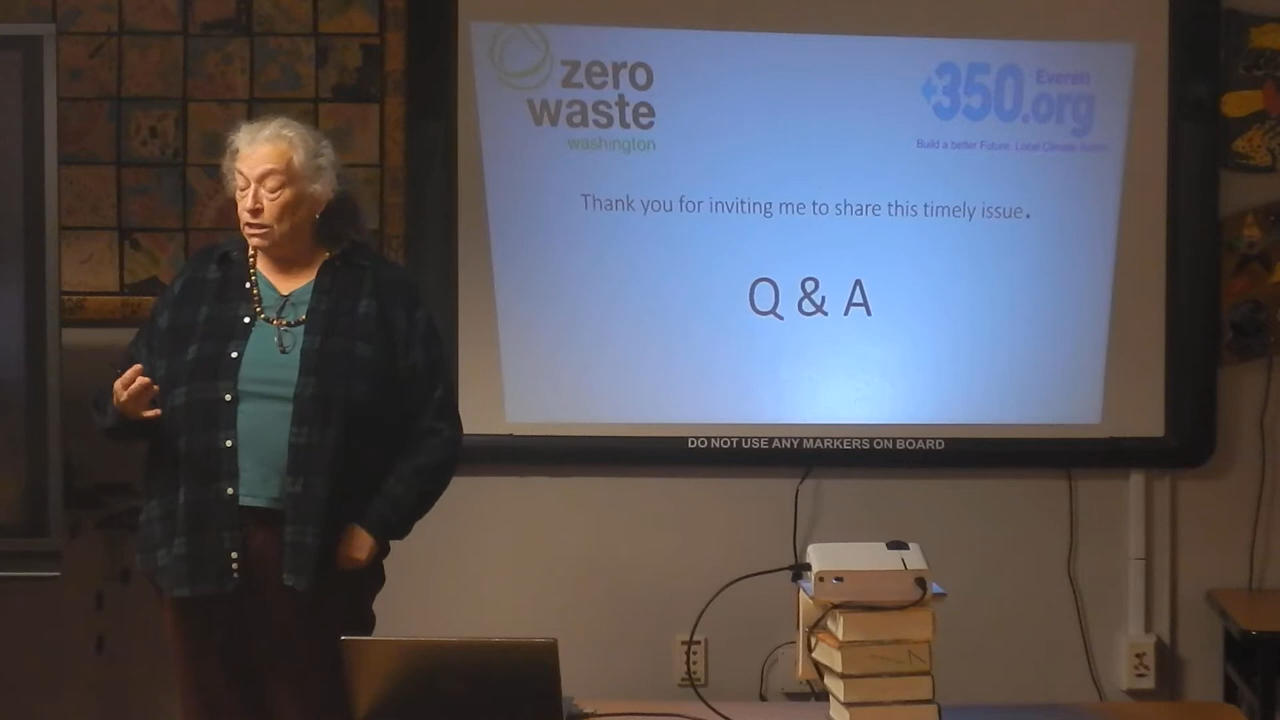 zero
waste
washington
350.org
Everett
Build a better Future. Local Climate Action
Thank you for inviting me to share this timely issue.
Q & A
DO NOT USE ANY MARKERS ON BOARD